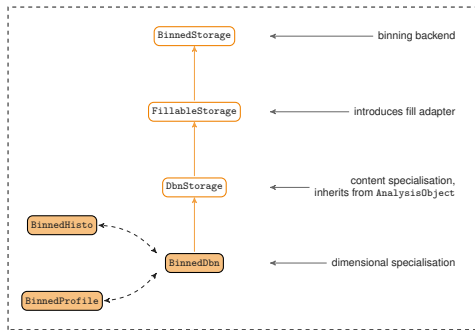 BinnedStorage
binning backend
FillableStorage
introduces fill adapter
DbnStorage
content specialisation,
inherits from AnalysisObject
BinnedHisto
BinnedDbn
dimensional specialisation
BinnedProfile